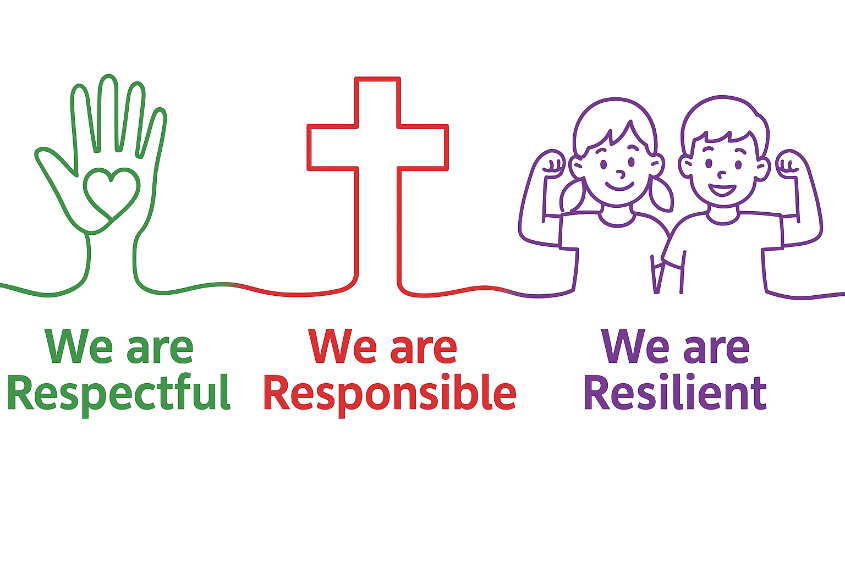 We are
Respectful
We are
Responsible
We are
Resilient